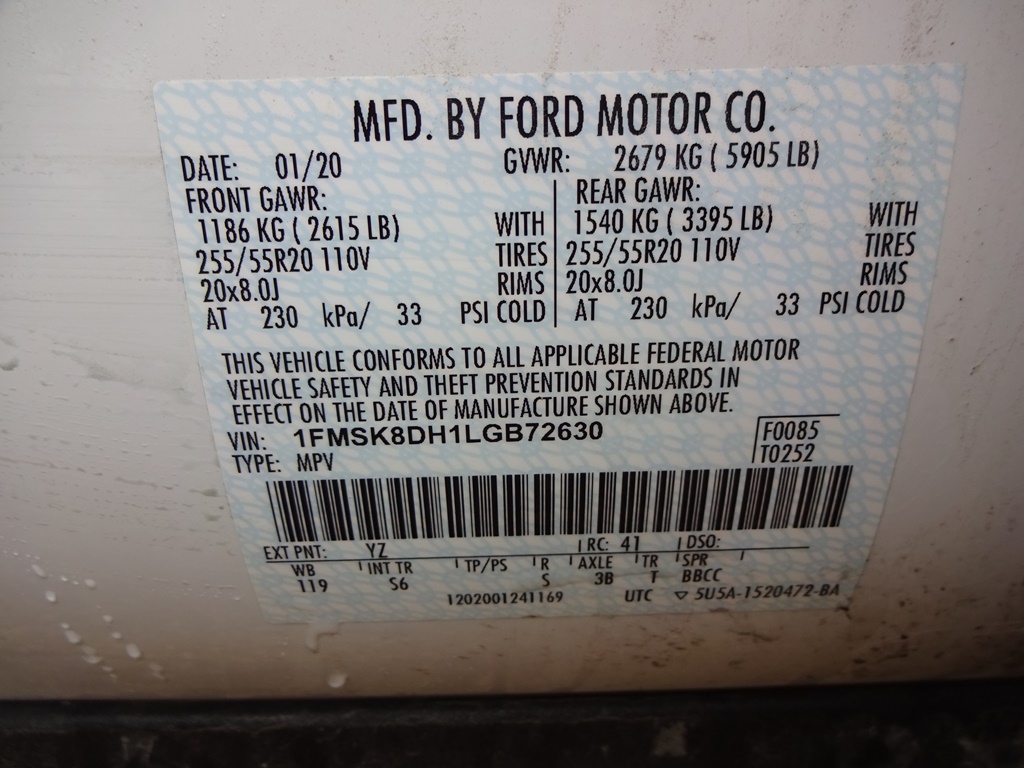 MFD. BY FORD MOTOR CO.
DATE: 01/20 GVWR: 2679 KG ( 5905 LB)
FRONT GAWR: REAR GAWR:
1186 KG ( 2615 LB) WITH 1540 KG ( 3395 LB) WITH
255/55R20 110V TIRES 255/55R20 110V TIRES
20x8.0J RIMS 20x8.0J RIMS
AT 230 kPa/ 33 PSI COLD AT 230 kPa/ 33 PSI COLD
THIS VEHICLE CONFORMS TO ALL APPLICABLE FEDERAL MOTOR
VEHICLE SAFETY AND THEFT PREVENTION STANDARDS IN
EFFECT ON THE DATE OF MANUFACTURE SHOWN ABOVE.
VIN: 1FMSK8DH1LGB72630 F0085
TYPE: MPV T0252
EXT PNT: YZ RC: 41 DSO:
WB INT TR TP/PS R AXLE TR SPR
119 S6 S 3B T BBCC
1202001241169 UTC ▽ 5U5A-1520472-BA